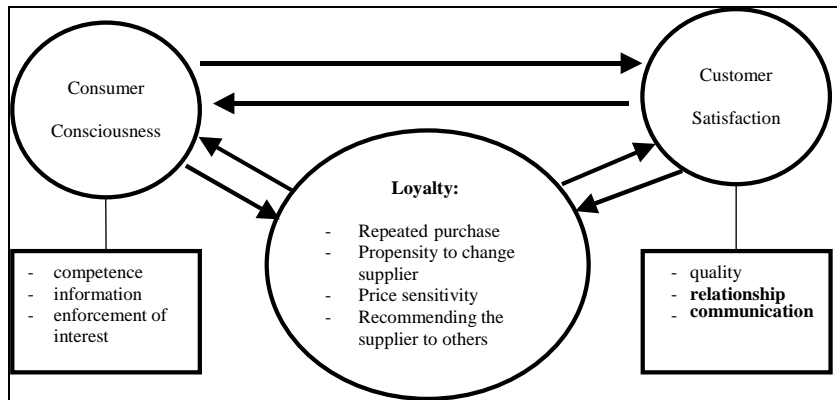 Consumer
Consciousness
Customer
Satisfaction
Loyalty:
- Repeated purchase
- Propensity to change
supplier
- Price sensitivity
- Recommending the
supplier to others
- competence
- information
- enforcement of
interest
- quality
- relationship
- communication